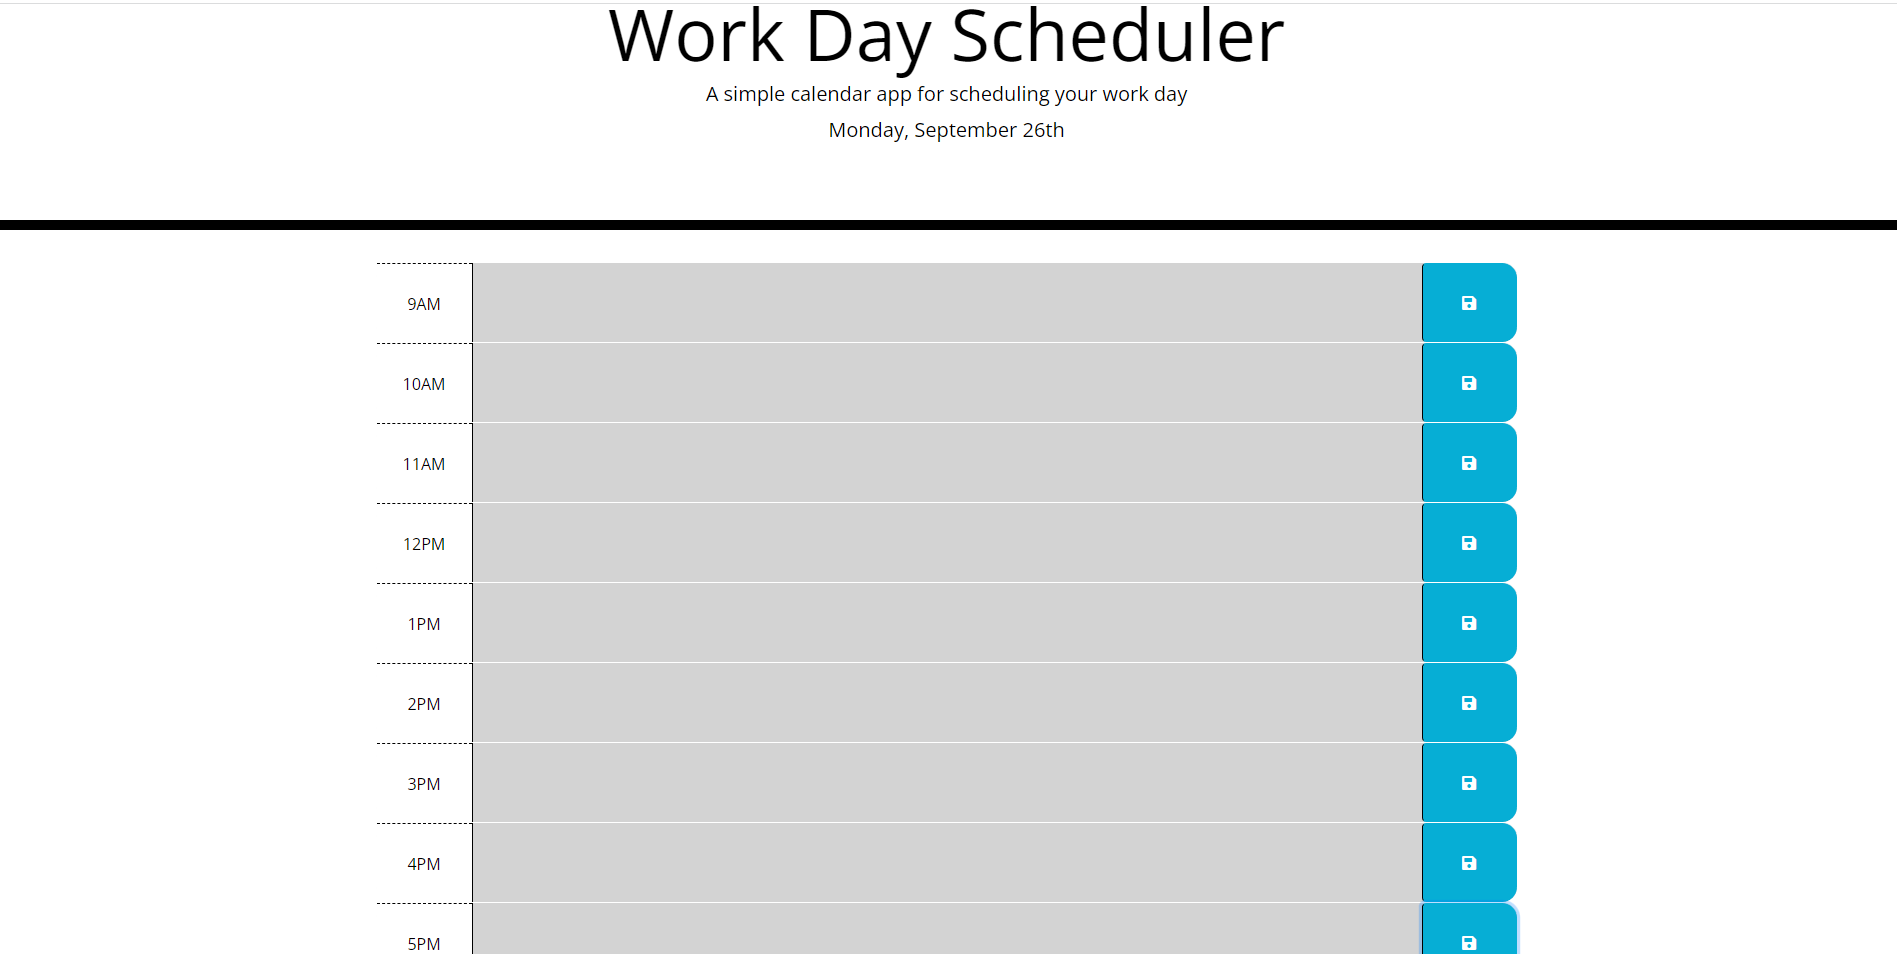 Work Day Scheduler
A simple calendar app for scheduling your work day
Monday, September 26th
9AM
10AM
11AM
12PM
1PM
2PM
3PM
4PM
5PM